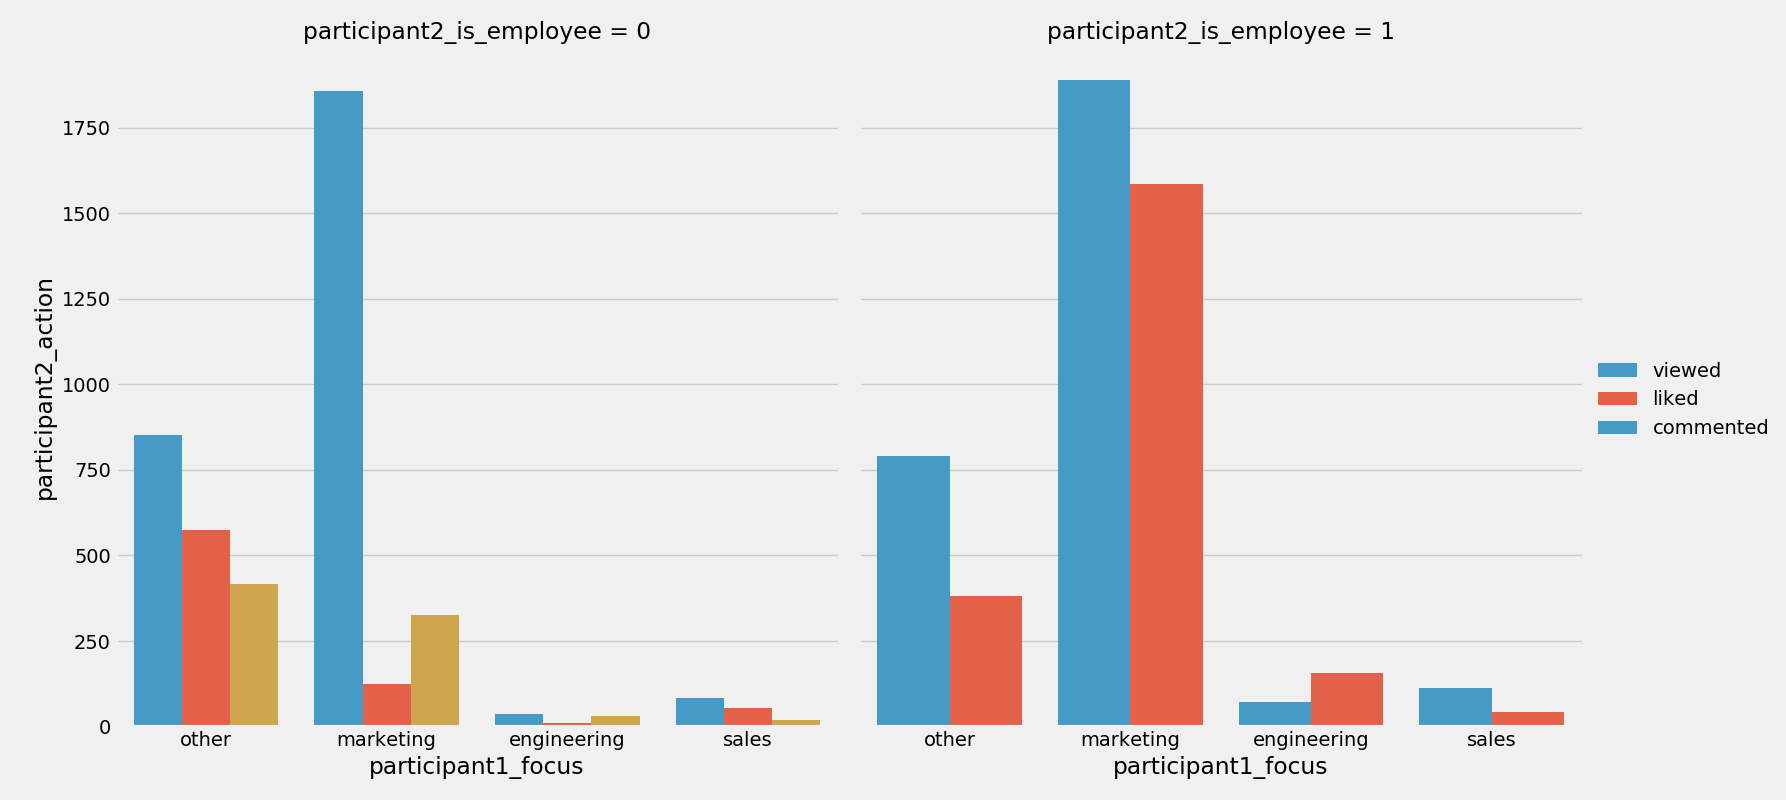 participant2_is_employee = 0
participant2_is_employee = 1
participant2_action
1750
1500
1250
1000
750
500
250
0
other marketing engineering sales
other marketing engineering sales
participant1_focus
participant1_focus
viewed
liked
commented